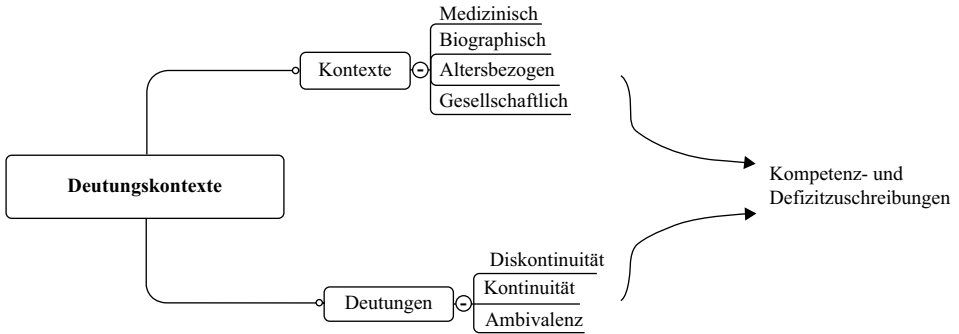 Medizinisch
Biographisch
Kontexte
Altersbezogen
Gesellschaftlich
Deutungskontexte
Kompetenz- und
Defizitzuschreibungen
Diskontinuität
Kontinuität
Deutungen
Ambivalenz